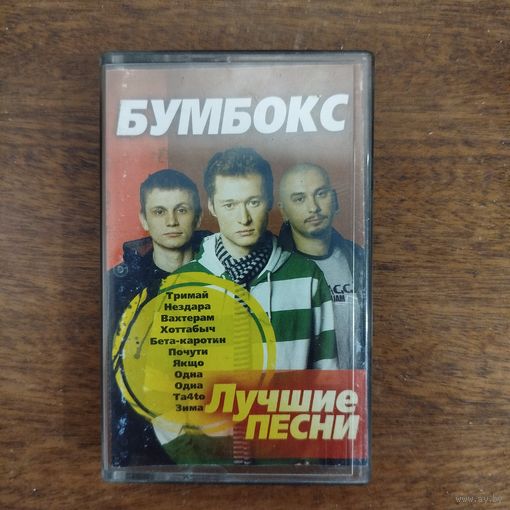 БУМБОКС
Тримай
Нездара
Вахтерам
Хоттабыч
Бета-каротин
Почути
Якщо
Одна
Одна
Ta4to
Зима
Лучшие
ПЕСНИ
www.ay.by